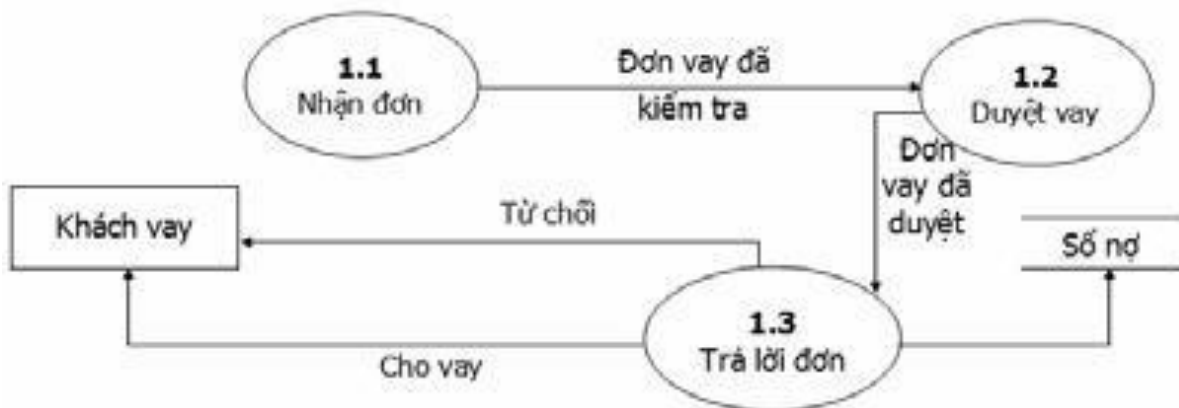 1.1
Nhận đơn
Đơn vay đã
kiểm tra
1.2
Duyệt vay
Đơn
vay đã
duyệt
Khách vay
Từ chối
Sổ nợ
1.3
Trả lời đơn
Cho vay